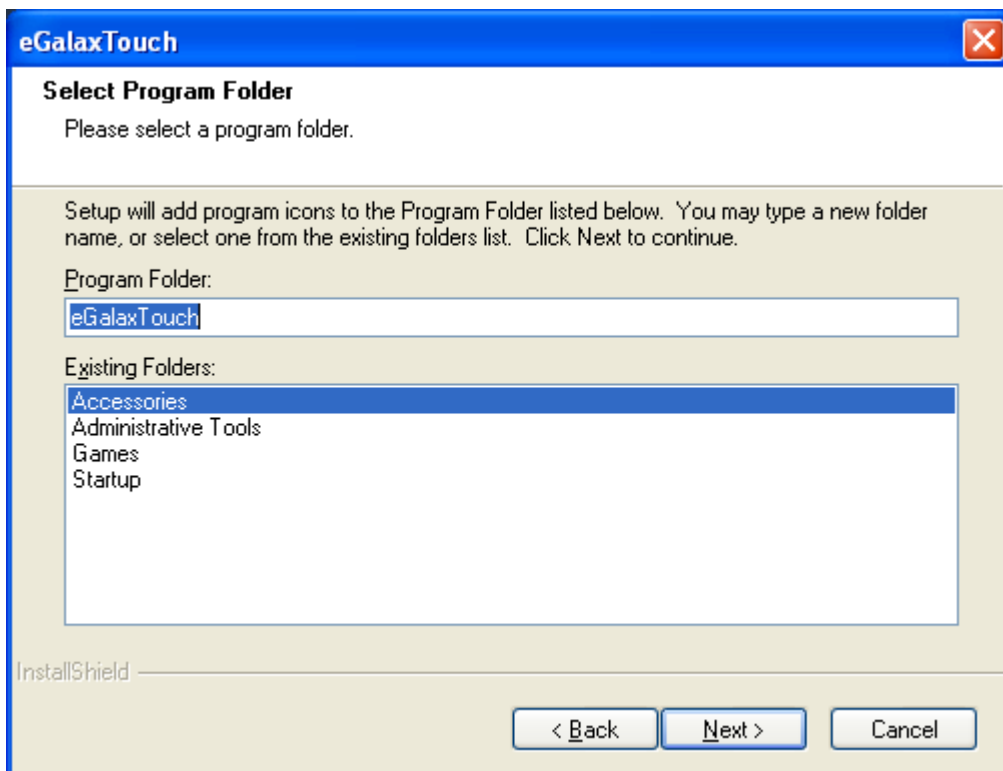 eGalaxTouch
Select Program Folder
Please select a program folder.
Setup will add program icons to the Program Folder listed below.  You may type a new folder
name, or select one from the existing folders list.  Click Next to continue.
Program Folder:
eGalaxTouch
Existing Folders:
Accessories
Administrative Tools
Games
Startup
InstallShield
< Back
Next >
Cancel